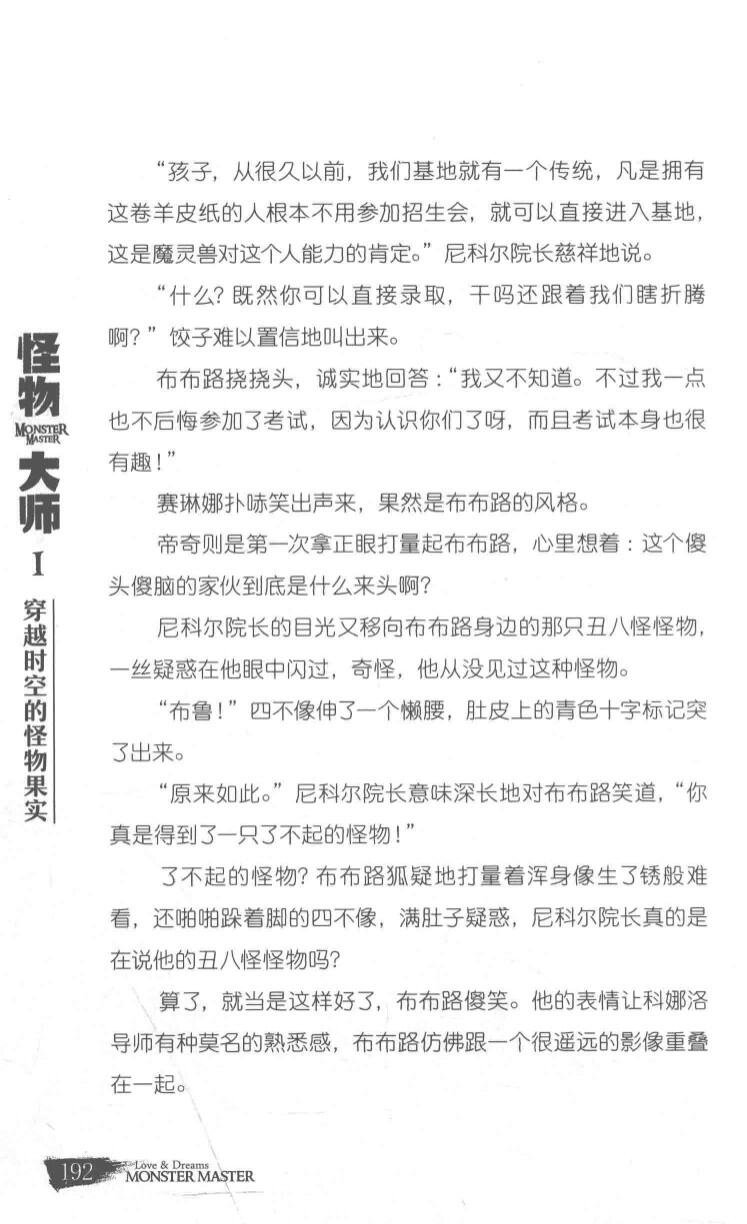 “孩子，从很久以前，我们基地就有一个传统，凡是拥有
这卷羊皮纸的人根本不用参加招生会，就可以直接进入基地，
这是魔灵兽对这个人能力的肯定。”尼科尔院长慈祥地说。
“什么？既然你可以直接录取，干吗还跟着我们瞎折腾
啊？”饺子难以置信地叫出来。
布布路挠挠头，诚实地回答：“我又不知道。不过我一点
也不后悔参加了考试，因为认识你们了呀，而且考试本身也很
有趣！”
赛琳娜扑哧笑出声来，果然是布布路的风格。
帝奇则是第一次拿正眼打量起布布路，心里想着：这个傻
头傻脑的家伙到底是什么来头啊？
尼科尔院长的目光又移向布布路身边的那只丑八怪怪物，
一丝疑惑在他眼中闪过，奇怪，他从没见过这种怪物。
“布鲁！”四不像伸了一个懒腰，肚皮上的青色十字标记突
了出来。
“原来如此。”尼科尔院长意味深长地对布布路笑道，“你
真是得到了一只了不起的怪物！”
了不起的怪物？布布路狐疑地打量着浑身像生了锈般难
看，还啪啪跺着脚的四不像，满肚子疑惑，尼科尔院长真的是
在说他的丑八怪怪物吗？
算了，就当是这样好了，布布路傻笑。他的表情让科娜洛
导师有种莫名的熟悉感，布布路仿佛跟一个很遥远的影像重叠
在一起。
怪物
MONSTER
MASTER
大师
I
穿越时空的怪物果实
192
Love & Dreams
MONSTER MASTER